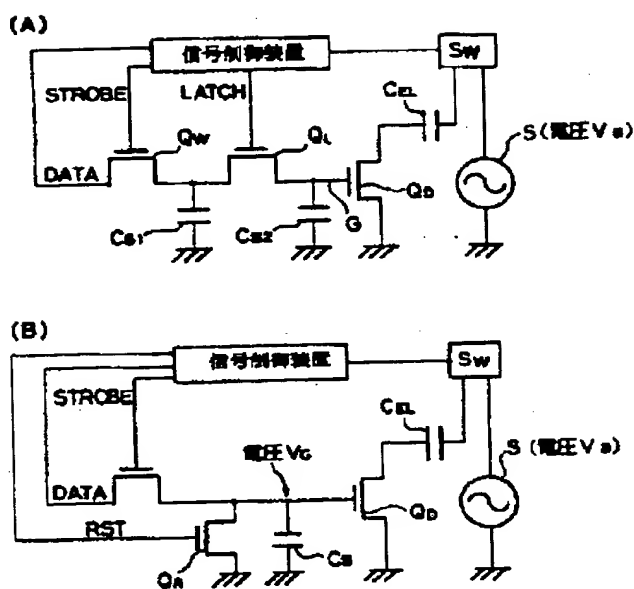 (A)
信号制御装置
SW
STROBE
LATCH
CEL
S(電圧Vs)
QW
QL
DATA
QD
G
CS1
CS2
(B)
信号制御装置
SW
STROBE
CEL
電圧VG
S(電圧Vs)
DATA
QD
RST
CS
QR